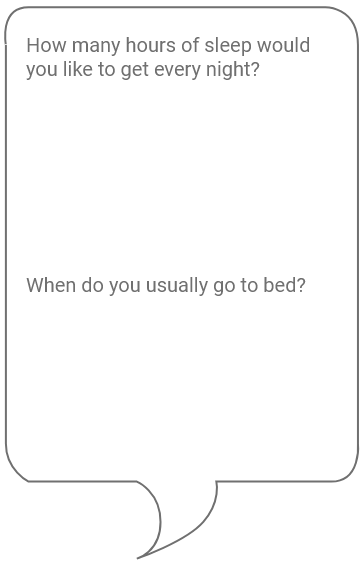 How many hours of sleep would
you like to get every night?
When do you usually go to bed?